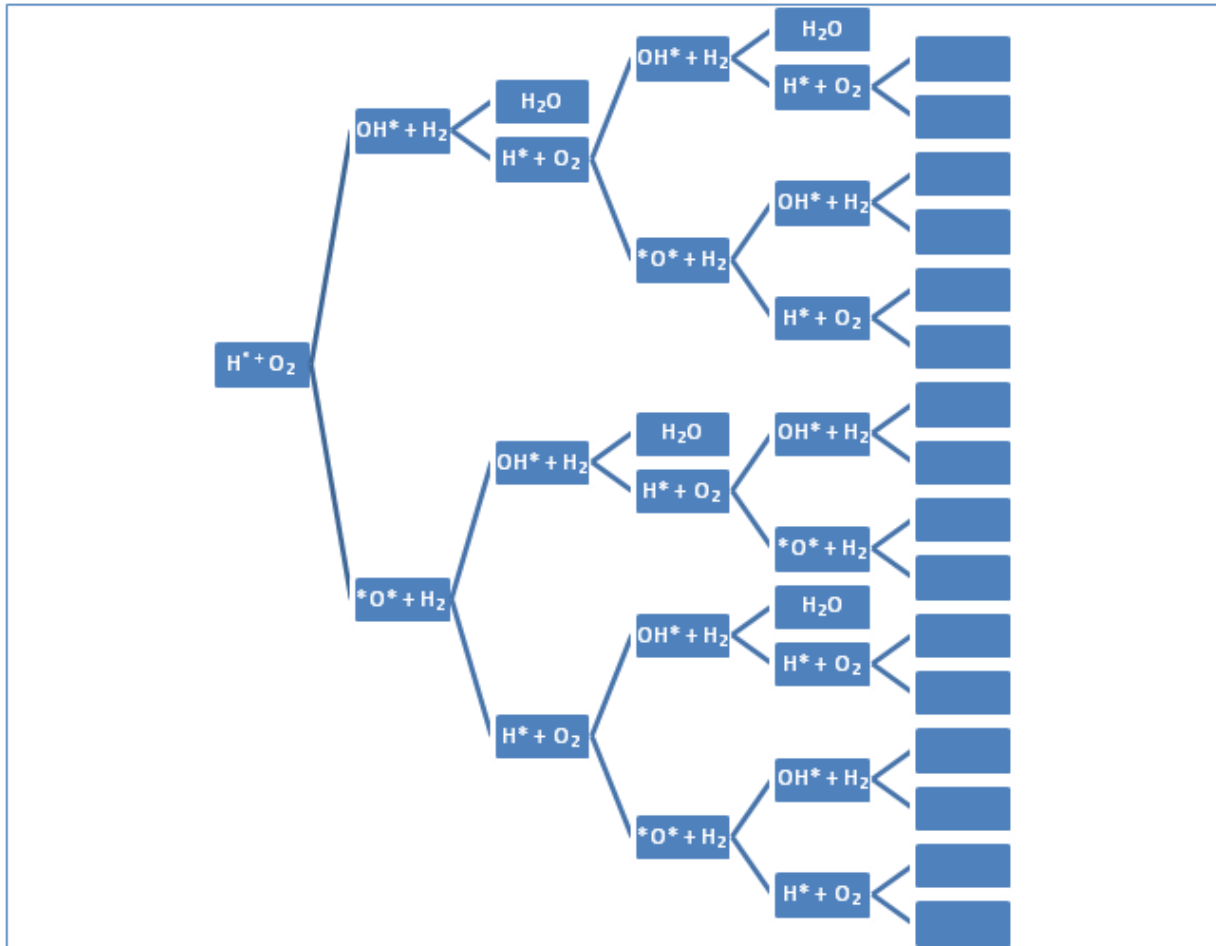 H* + O₂
OH* + H₂
*O* + H₂
H₂O
H* + O₂
OH* + H₂
H* + O₂
OH* + H₂
*O* + H₂
H₂O
H* + O₂
OH* + H₂
*O* + H₂
H₂O
H* + O₂
OH* + H₂
H* + O₂
OH* + H₂
*O* + H₂
H₂O
H* + O₂
OH* + H₂
H* + O₂